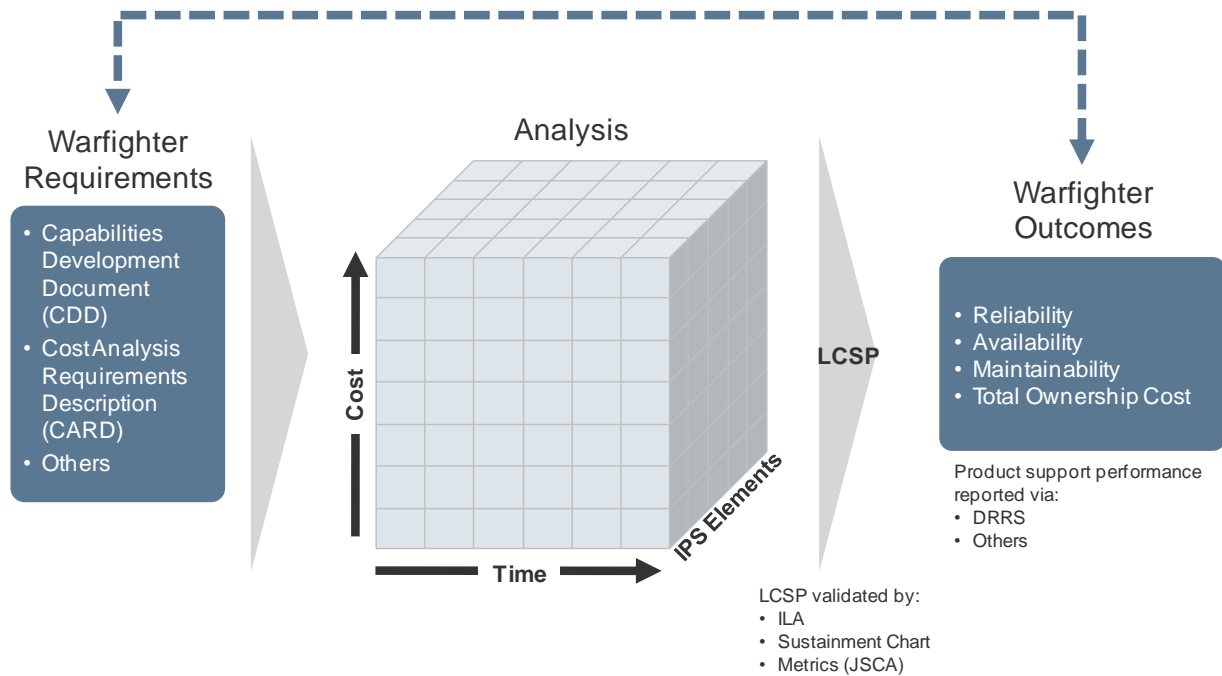 Warfighter
Requirements
• Capabilities
Development
Document
(CDD)
• Cost Analysis
Requirements
Description
(CARD)
• Others
Analysis
Cost
Time
IPS Elements
LCSP
LCSP validated by:
• ILA
• Sustainment Chart
• Metrics (JSCA)
Warfighter
Outcomes
• Reliability
• Availability
• Maintainability
• Total Ownership Cost
Product support performance
reported via:
• DRRS
• Others